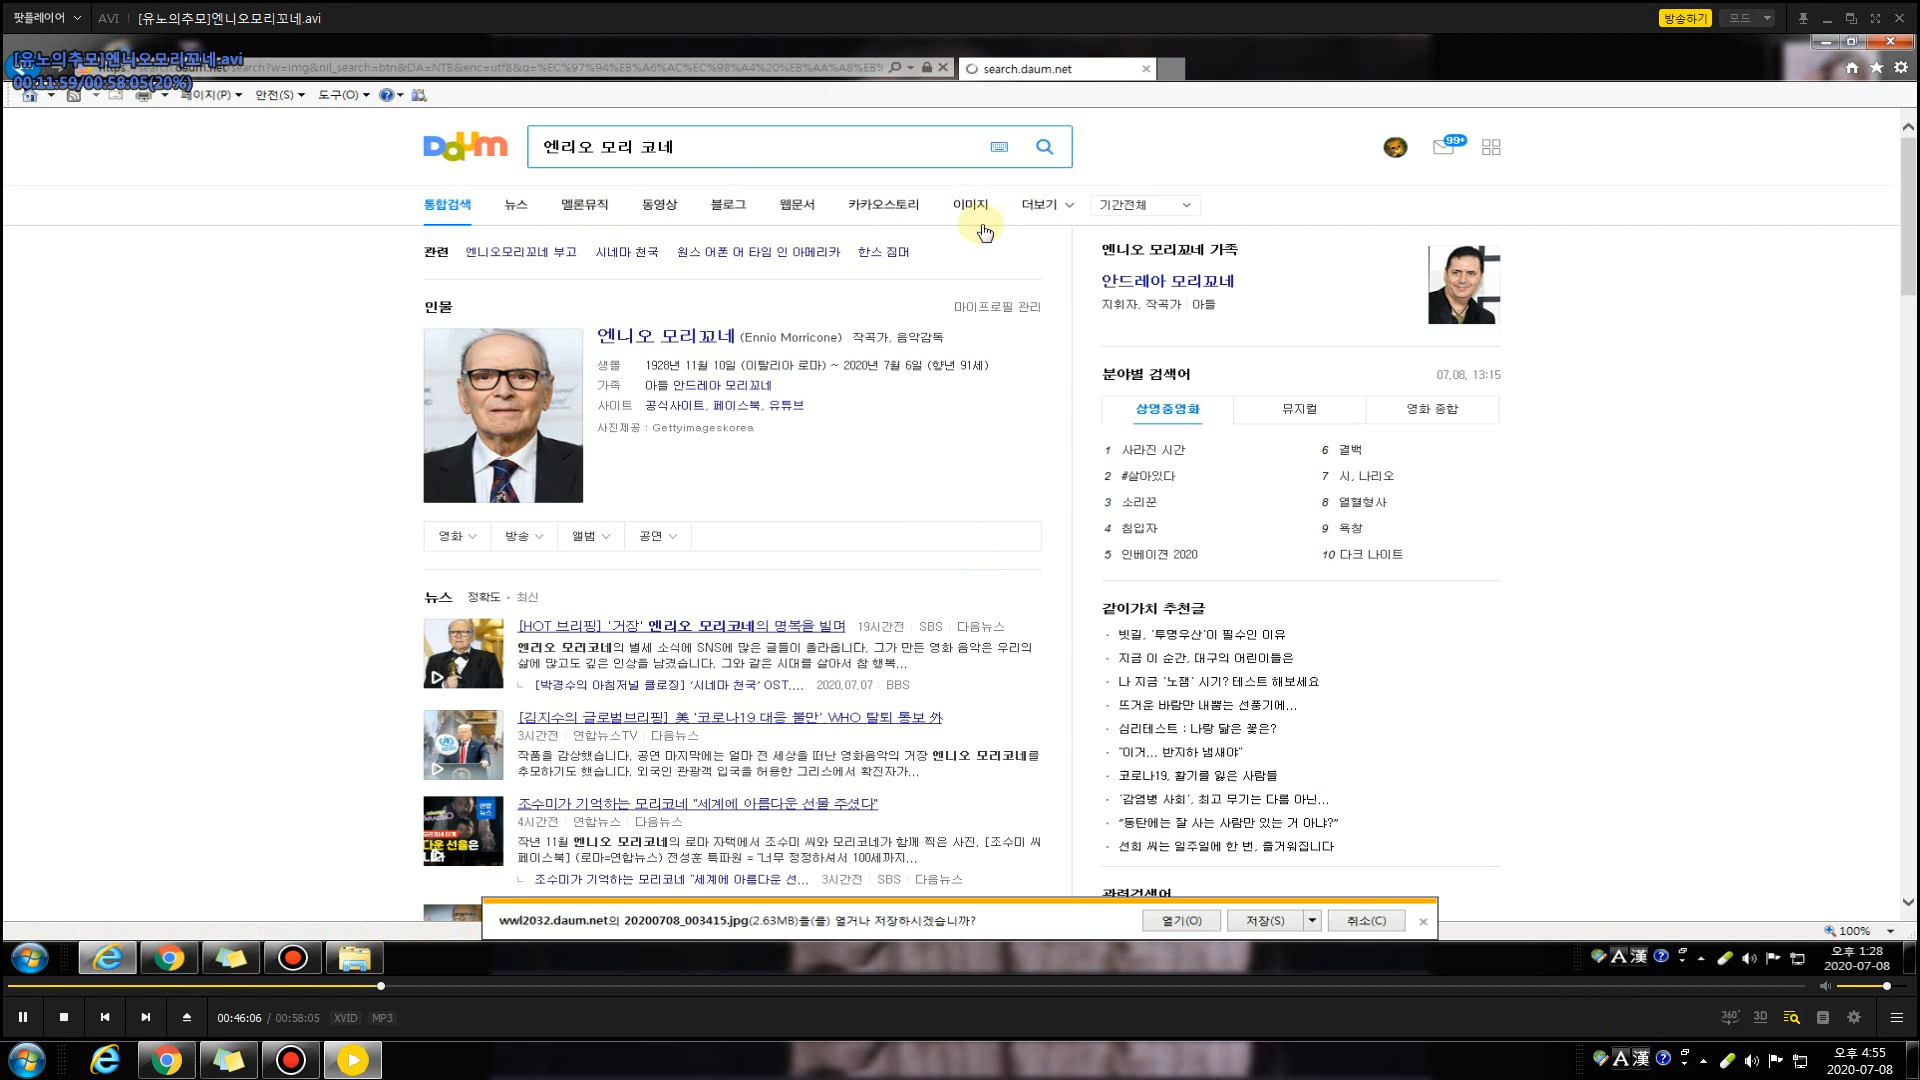 팟플레이어 AVI [유노의추모]엔니오모리꼬네.avi 방송하기 모드
[유노의추모]엔니오모리꼬네.avi
00:11:59/00:58:05(20%)
search.daum.net
페이지(P) 안전(S) 도구(O)
Daum 엔리오 모리 코네 99+
통합검색 뉴스 멜론뮤직 동영상 블로그 웹문서 카카오스토리 이미지 더보기 기간전체
관련 엔니오모리꼬네 부고 시네마 천국 원스 어폰 어 타임 인 아메리카 한스 짐머
인물 마이프로필 관리
엔니오 모리꼬네 (Ennio Morricone) 작곡가, 음악감독
생몰 1928년 11월 10일 (이탈리아 로마) ~ 2020년 7월 6일 (향년 91세)
가족 아들 안드레아 모리꼬네
사이트 공식사이트, 페이스북, 유튜브
사진제공 : Gettyimageskorea
영화 방송 앨범 공연
뉴스 정확도 · 최신
[HOT 브리핑] '거장' 엔리오 모리코네의 명복을 빌며 19시간전 SBS 다음뉴스
엔리오 모리코네의 별세 소식에 SNS에 많은 글들이 올라옵니다. 그가 만든 영화 음악은 우리의
삶에 많고도 깊은 인상을 남겼습니다. 그와 같은 시대를 살아서 참 행복...
[박경수의 아침저널 클로징] ‘시네마 천국’ OST,... 2020.07.07 BBS
[김지수의 글로벌브리핑] 美 '코로나19 대응 불만' WHO 탈퇴 통보 外
3시간전 연합뉴스TV 다음뉴스
작품을 감상했습니다. 공연 마지막에는 얼마 전 세상을 떠난 영화음악의 거장 엔니오 모리코네를
추모하기도 했습니다. 외국인 관광객 입국을 허용한 그리스에서 확진자가...
조수미가 기억하는 모리코네 "세계에 아름다운 선물 주셨다"
4시간전 연합뉴스 다음뉴스
작년 11월 엔니오 모리코네의 로마 자택에서 조수미 씨와 모리코네가 함께 찍은 사진. [조수미 씨
페이스북] (로마=연합뉴스) 전성훈 특파원 = "너무 정정하셔서 100세까지...
조수미가 기억하는 모리코네 "세계에 아름다운 선... 3시간전 SBS 다음뉴스
엔니오 모리꼬네 가족
안드레아 모리꼬네
지휘자, 작곡가 아들
분야별 검색어 07.08. 13:15
상영중영화 뮤지컬 영화 종합
1 사라진 시간 6 결백
2 #살아있다 7 시, 나리오
3 소리꾼 8 열혈형사
4 침입자 9 욕창
5 인베이젼 2020 10 다크 나이트
같이가치 추천글
· 빗길, '투명우산'이 필수인 이유
· 지금 이 순간, 대구의 어린이들은
· 나 지금 '노잼' 시기? 테스트 해보세요
· 뜨거운 바람만 내뿜는 선풍기에...
· 심리테스트 : 나랑 닮은 꽃은?
· "이거... 반지하 냄새야"
· 코로나19, 활기를 잃은 사람들
· '감염병 사회', 최고 무기는 다름 아닌...
· “동탄에는 잘 사는 사람만 있는 거 아냐?”
· 선희 씨는 일주일에 한 번, 즐거워집니다
관련검색어
wwl2032.daum.net의 20200708_003415.jpg(2.63MB)을(를) 열거나 저장하시겠습니까? 열기(O) 저장(S) 취소(C)
100%
A 漢 오후 1:28
2020-07-08
00:46:06 / 00:58:05 XVID MP3 360° 3D
A 漢 오후 4:55
2020-07-08